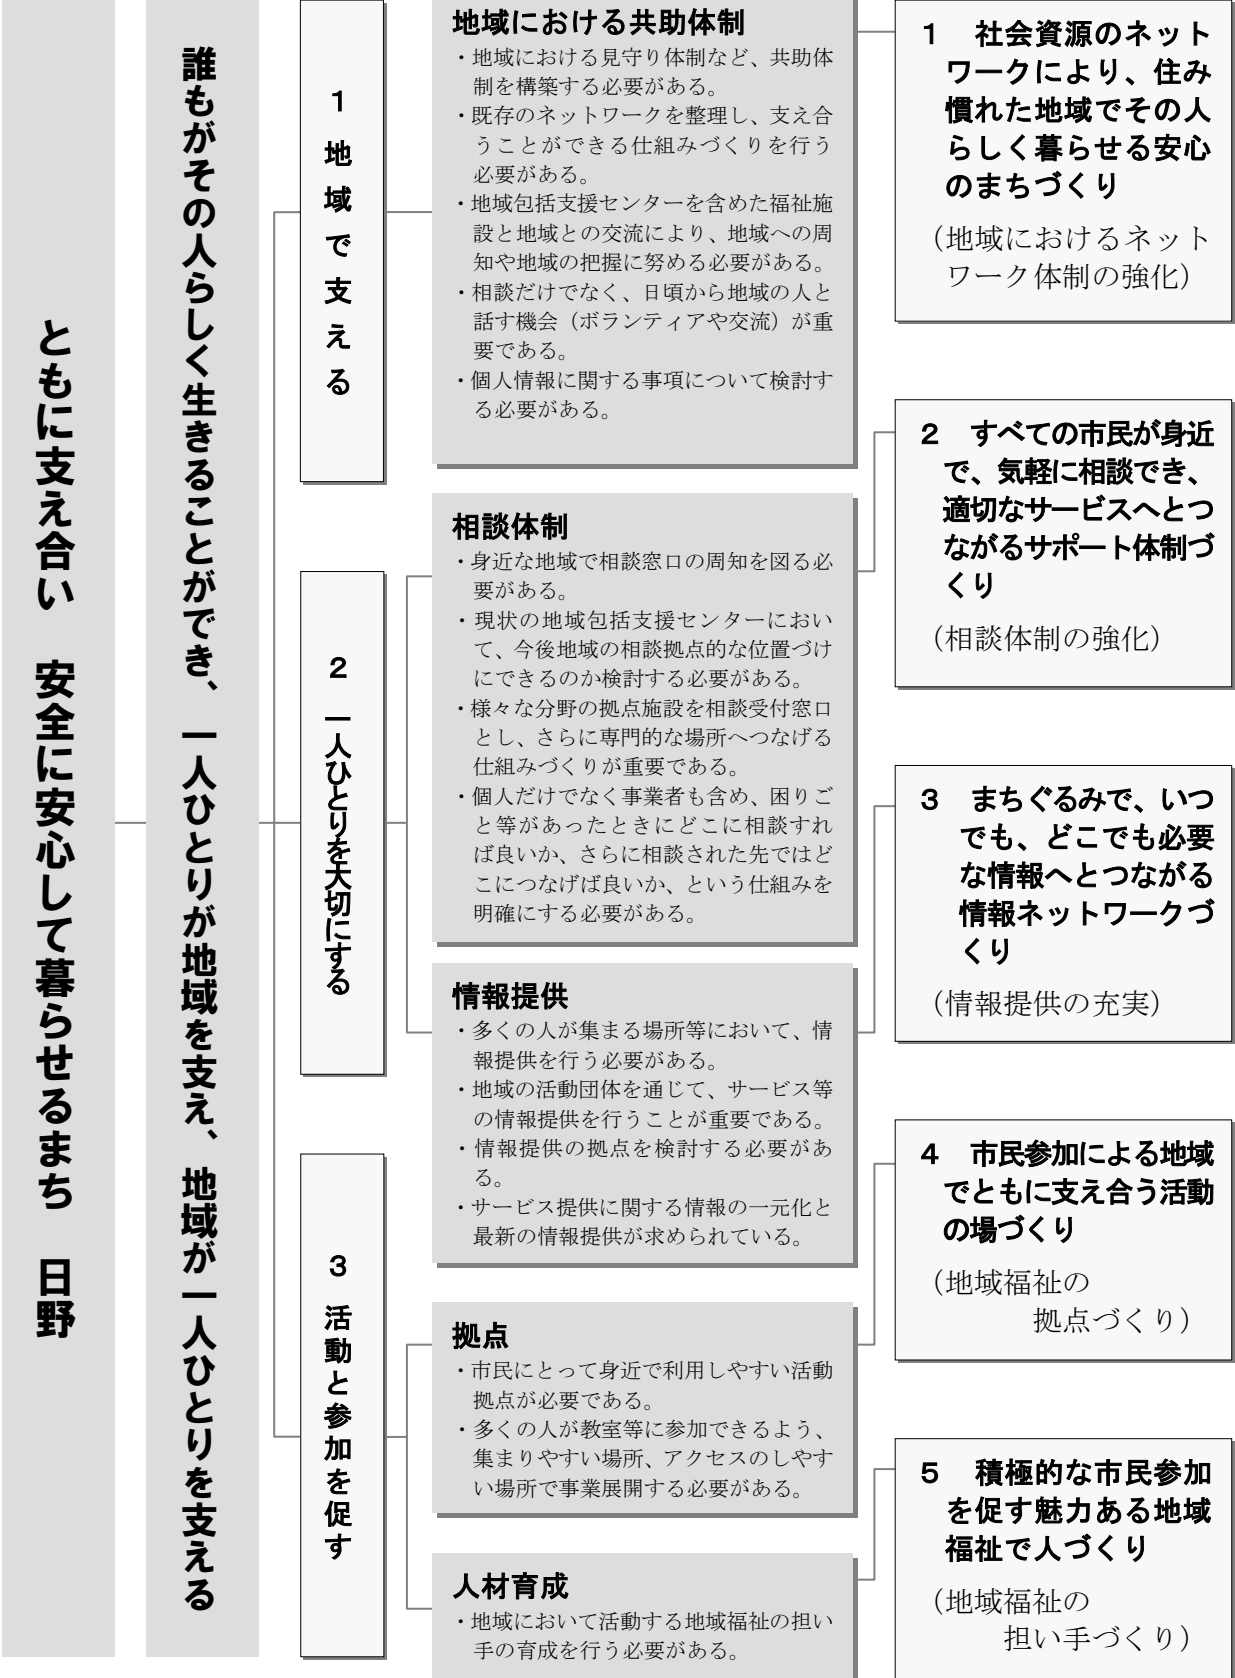 ともに支え合い　安全に安心して暮らせるまち　日野
誰もがその人らしく生きることができ、一人ひとりが地域を支え、地域が一人ひとりを支える
1 地域で支える
地域における共助体制
・地域における見守り体制など、共助体
制を構築する必要がある。
・既存のネットワークを整理し、支え合
うことができる仕組みづくりを行う
必要がある。
・地域包括支援センターを含めた福祉施
設と地域との交流により、地域への周
知や地域の把握に努める必要がある。
・相談だけでなく、日頃から地域の人と
話す機会（ボランティアや交流）が重
要である。
・個人情報に関する事項について検討す
る必要がある。
1　社会資源のネット
ワークにより、住み
慣れた地域でその人
らしく暮らせる安心
のまちづくり
（地域におけるネット
ワーク体制の強化）
2　一人ひとりを大切にする
相談体制
・身近な地域で相談窓口の周知を図る必
要がある。
・現状の地域包括支援センターにおい
て、今後地域の相談拠点的な位置づけ
にできるのか検討する必要がある。
・様々な分野の拠点施設を相談受付窓口
とし、さらに専門的な場所へつなげる
仕組みづくりが重要である。
・個人だけでなく事業者も含め、困りご
と等があったときにどこに相談すれ
ば良いか、さらに相談された先ではど
こにつなげば良いか、という仕組みを
明確にする必要がある。
2　すべての市民が身近
で、気軽に相談でき、
適切なサービスへとつ
ながるサポート体制づ
くり
（相談体制の強化）
情報提供
・多くの人が集まる場所等において、情
報提供を行う必要がある。
・地域の活動団体を通じて、サービス等
の情報提供を行うことが重要である。
・情報提供の拠点を検討する必要があ
る。
・サービス提供に関する情報の一元化と
最新の情報提供が求められている。
3　まちぐるみで、いつ
でも、どこでも必要
な情報へとつながる
情報ネットワークづ
くり
（情報提供の充実）
3　活動と参加を促す
拠点
・市民にとって身近で利用しやすい活動
拠点が必要である。
・多くの人が教室等に参加できるよう、
集まりやすい場所、アクセスのしやす
い場所で事業展開する必要がある。
4　市民参加による地域
でともに支え合う活動
の場づくり
（地域福祉の
拠点づくり）
人材育成
・地域において活動する地域福祉の担い
手の育成を行う必要がある。
5　積極的な市民参加
を促す魅力ある地域
福祉で人づくり
（地域福祉の
担い手づくり）